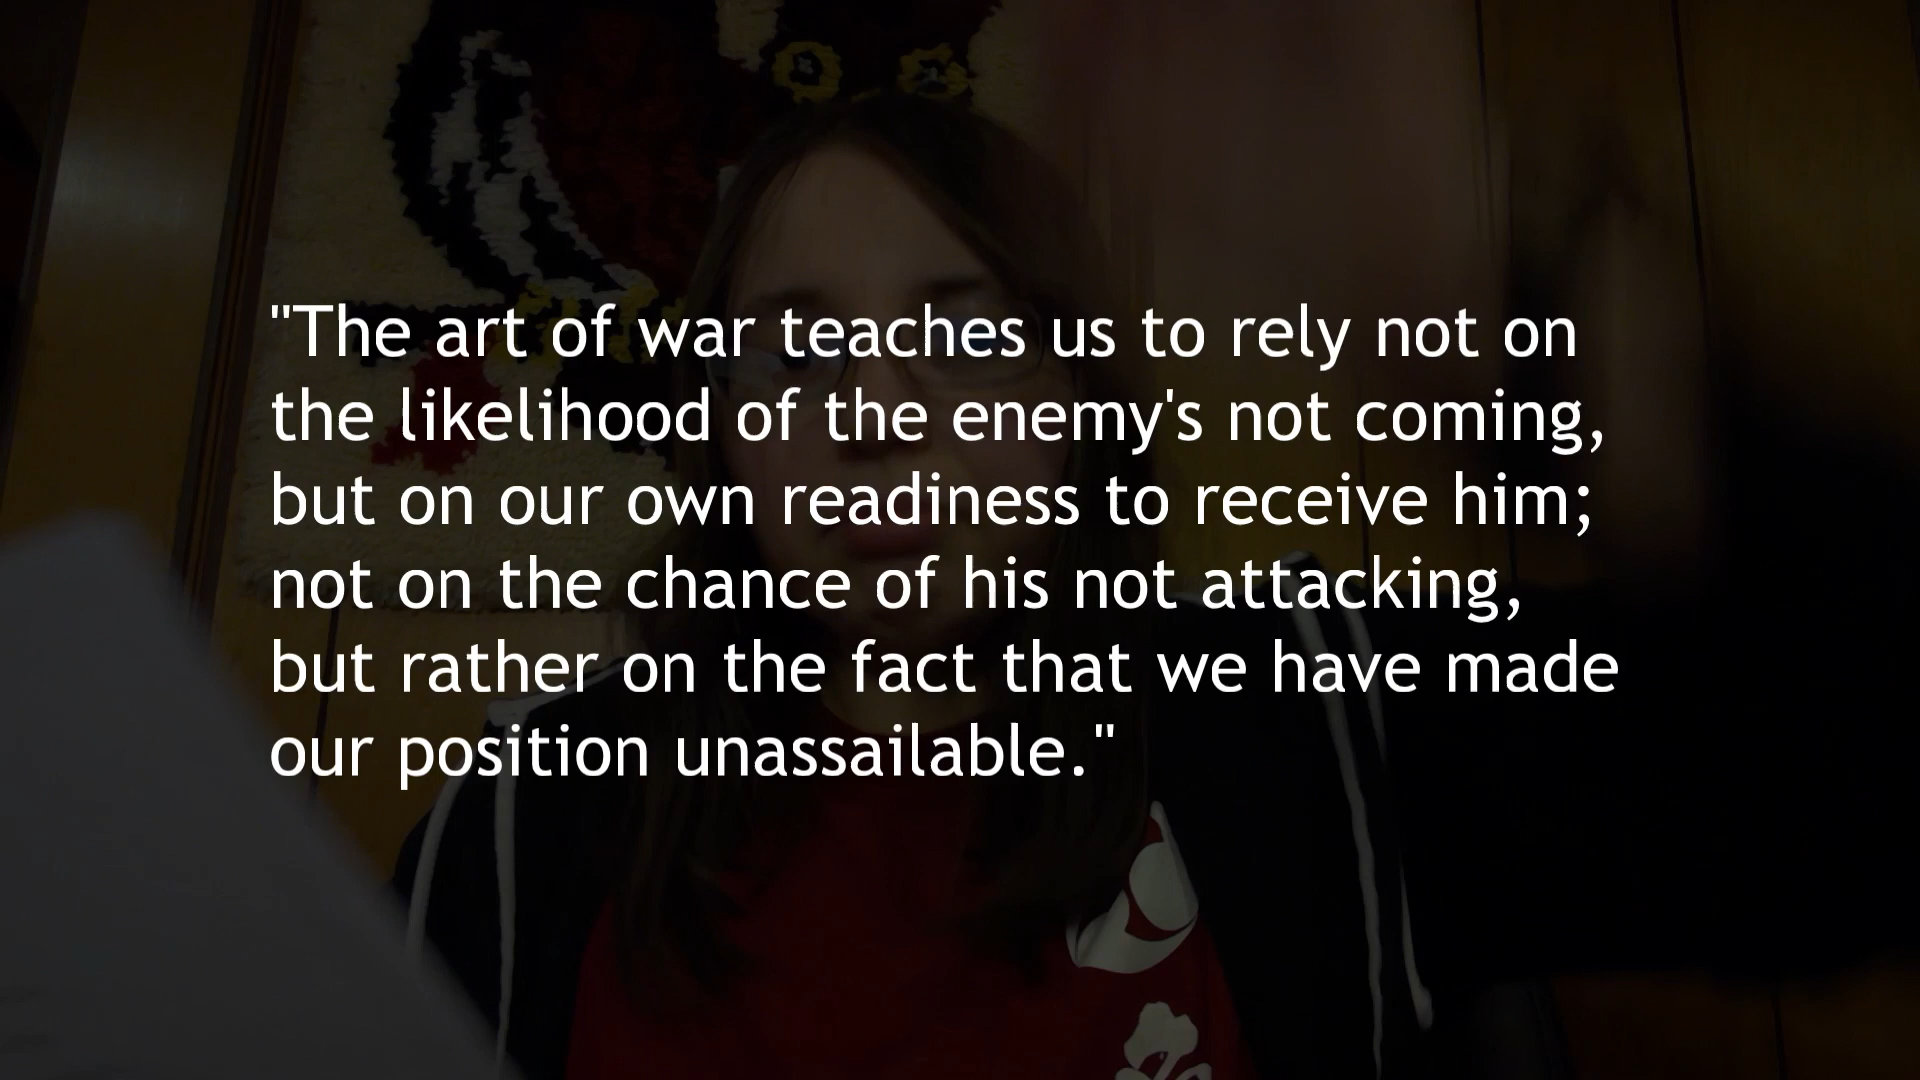 "The art of war teaches us to rely not on
the likelihood of the enemy's not coming,
but on our own readiness to receive him;
not on the chance of his not attacking,
but rather on the fact that we have made
our position unassailable."